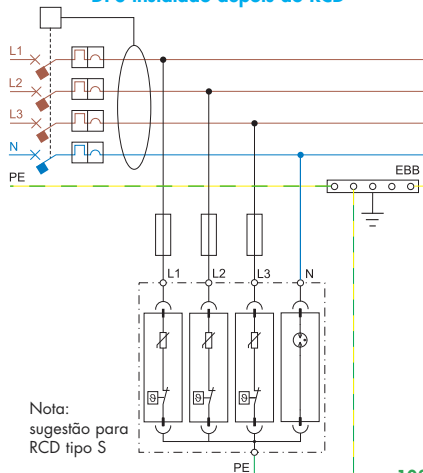 DPS instalado depois do RCD
L1
L2
L3
N
PE
EBB
L1 L2 L3 N
ϑ ϑ ϑ
Nota:
sugestão para
RCD tipo S
PE